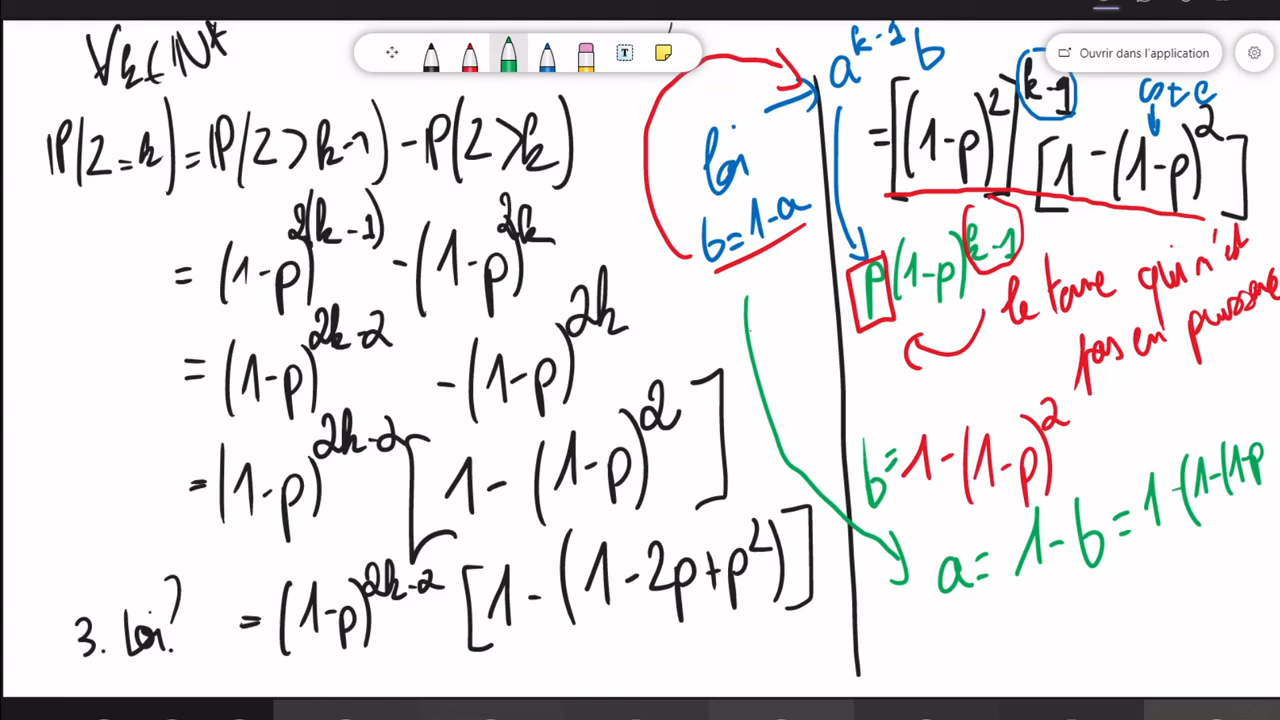 Ouvrir dans l'application
∀k∈ℕ*
P(Z=k) = P(Z>k-1) - P(Z>k)
= (1-p)^{2(k-1)} - (1-p)^{2k}
= (1-p)^{2k-2} - (1-p)^{2k}
= (1-p)^{2k-2} [1 - (1-p)^2]
3. Loi? = (1-p)^{2k-2} [1 - (1-2p+p^2)]
loi
b=1-a
a^{k-1} b
cste
= [(1-p)^2]^{k-1} [1 - (1-p)^2]
p(1-p)^{k-1}
le terme qui n'est
pas en puissance
b = 1 - (1-p)^2
a = 1 - b = 1 - (1 - (1-p